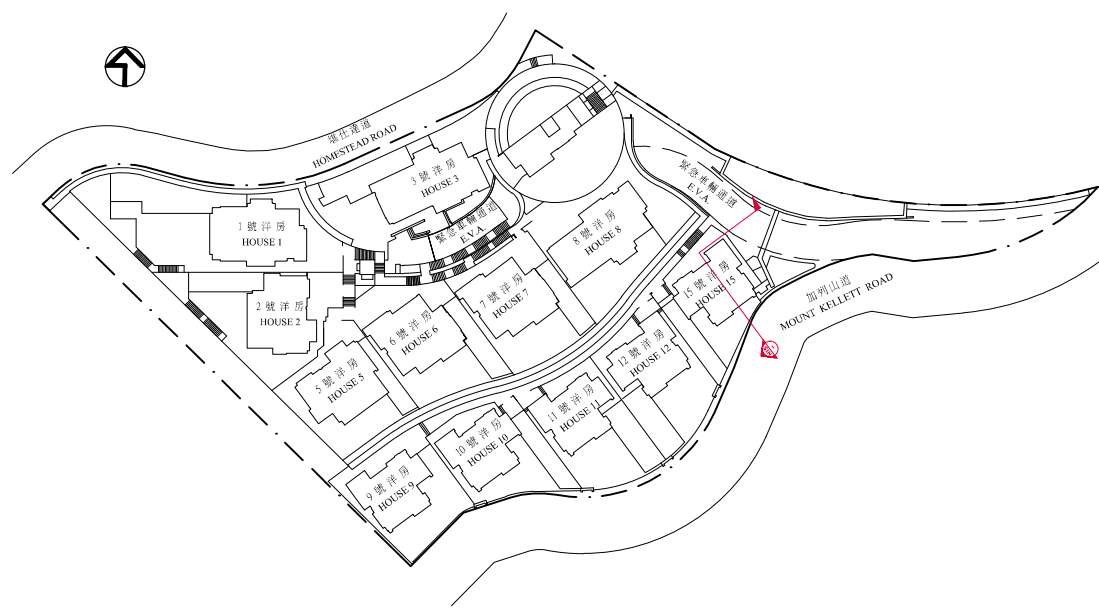 堪仕達道
HOMESTEAD ROAD
3 號 洋 房
HOUSE 3
緊急車輛通道
E.V.A.
1 號 洋 房
HOUSE 1
緊急車輛通道
E.V.A.
8 號 洋 房
HOUSE 8
2 號 洋 房
HOUSE 2
7 號 洋 房
HOUSE 7
15 號 洋 房
HOUSE 15
加列山道
MOUNT KELLETT ROAD
6 號 洋 房
HOUSE 6
5 號 洋 房
HOUSE 5
12 號 洋 房
HOUSE 12
11 號 洋 房
HOUSE 11
10 號 洋 房
HOUSE 10
9 號 洋 房
HOUSE 9